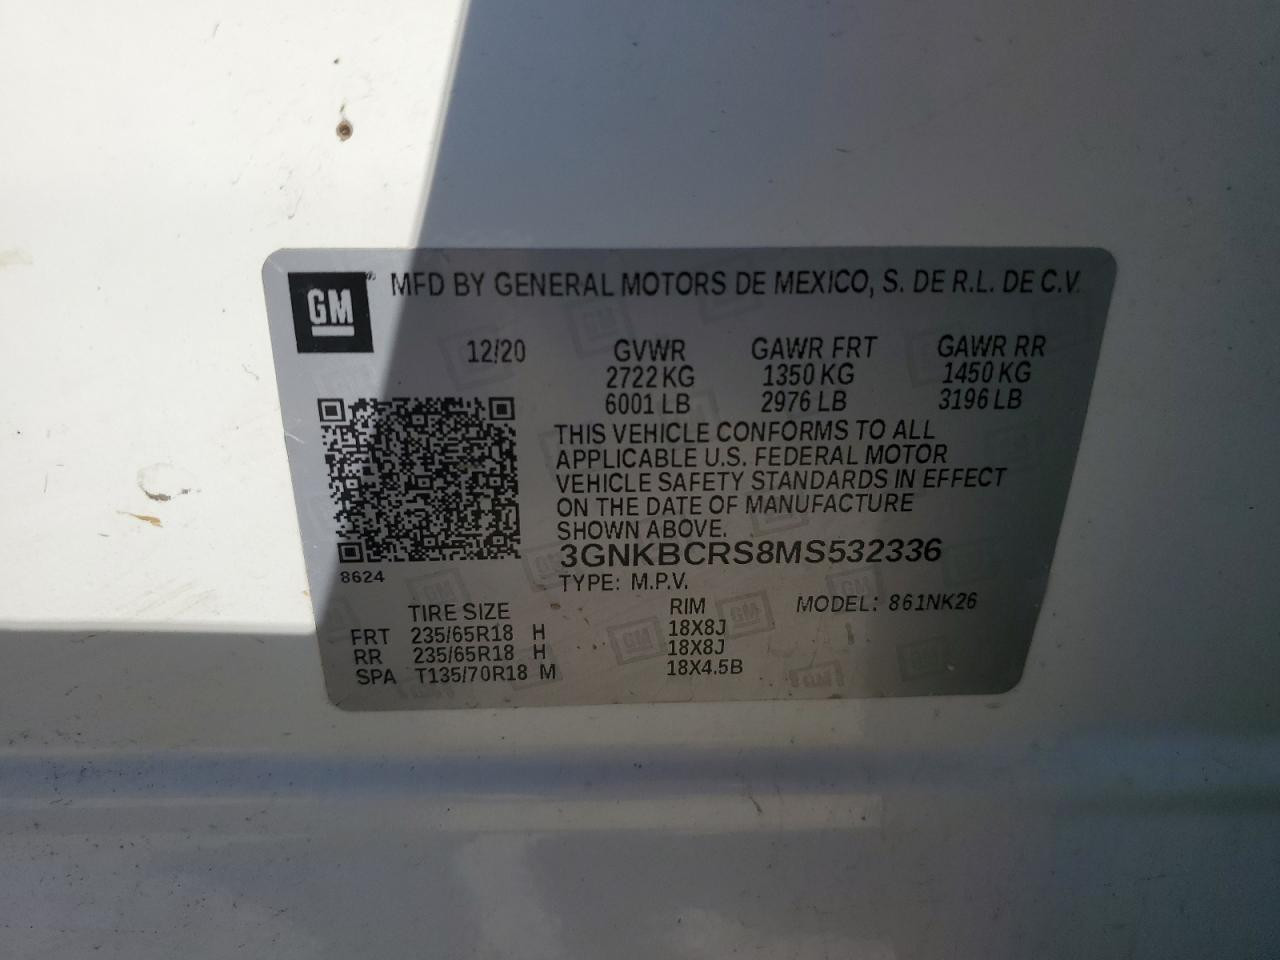 GM® MFD BY GENERAL MOTORS DE MEXICO, S. DE R.L. DE C.V.
12/20 GVWR GAWR FRT GAWR RR
2722 KG 1350 KG 1450 KG
6001 LB 2976 LB 3196 LB
THIS VEHICLE CONFORMS TO ALL
APPLICABLE U.S. FEDERAL MOTOR
VEHICLE SAFETY STANDARDS IN EFFECT
ON THE DATE OF MANUFACTURE
SHOWN ABOVE.
3GNKBCRS8MS532336
8624 TYPE: M.P.V.
TIRE SIZE RIM MODEL: 861NK26
FRT 235/65R18 H 18X8J
RR 235/65R18 H 18X8J
SPA T135/70R18 M 18X4.5B